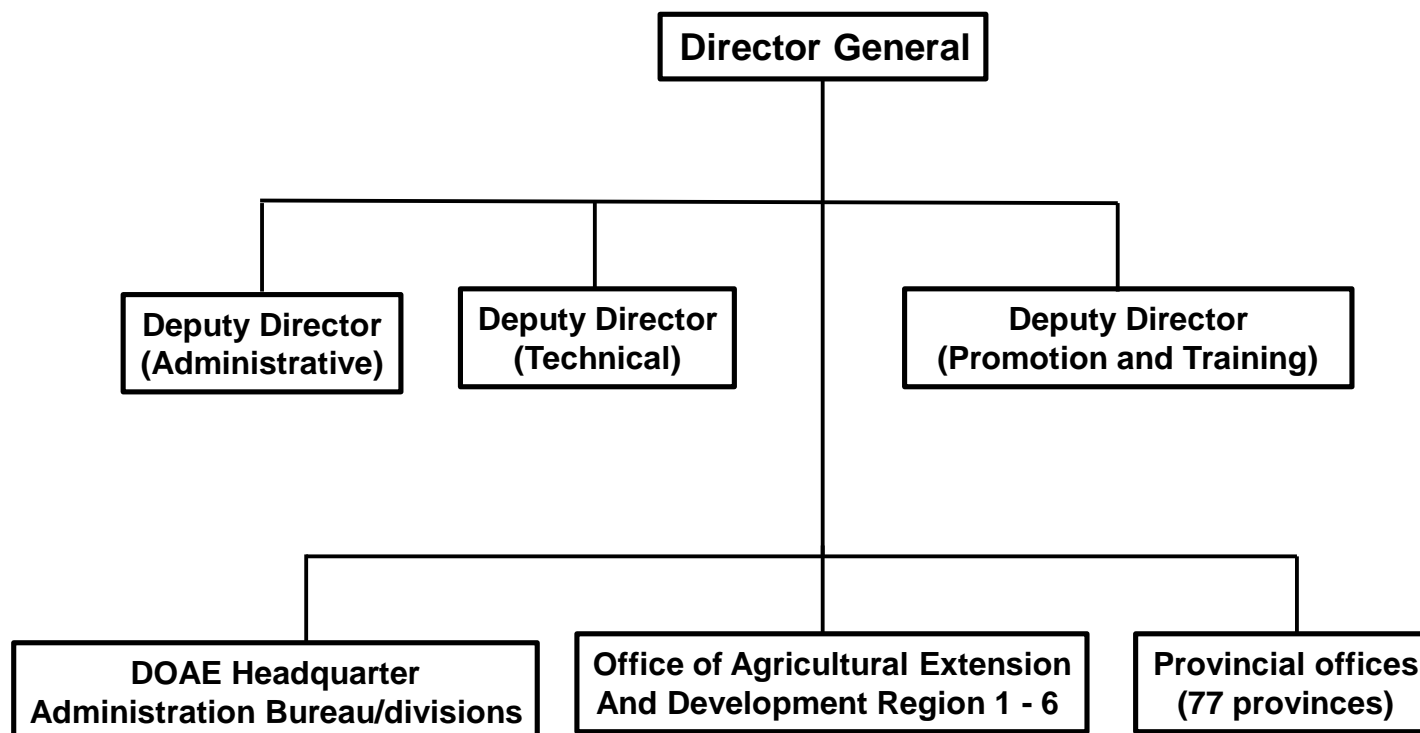 Director General
Deputy Director
(Administrative)
Deputy Director
(Technical)
Deputy Director
(Promotion and Training)
DOAE Headquarter
Administration Bureau/divisions
Office of Agricultural Extension
And Development Region 1 - 6
Provincial offices
(77 provinces)